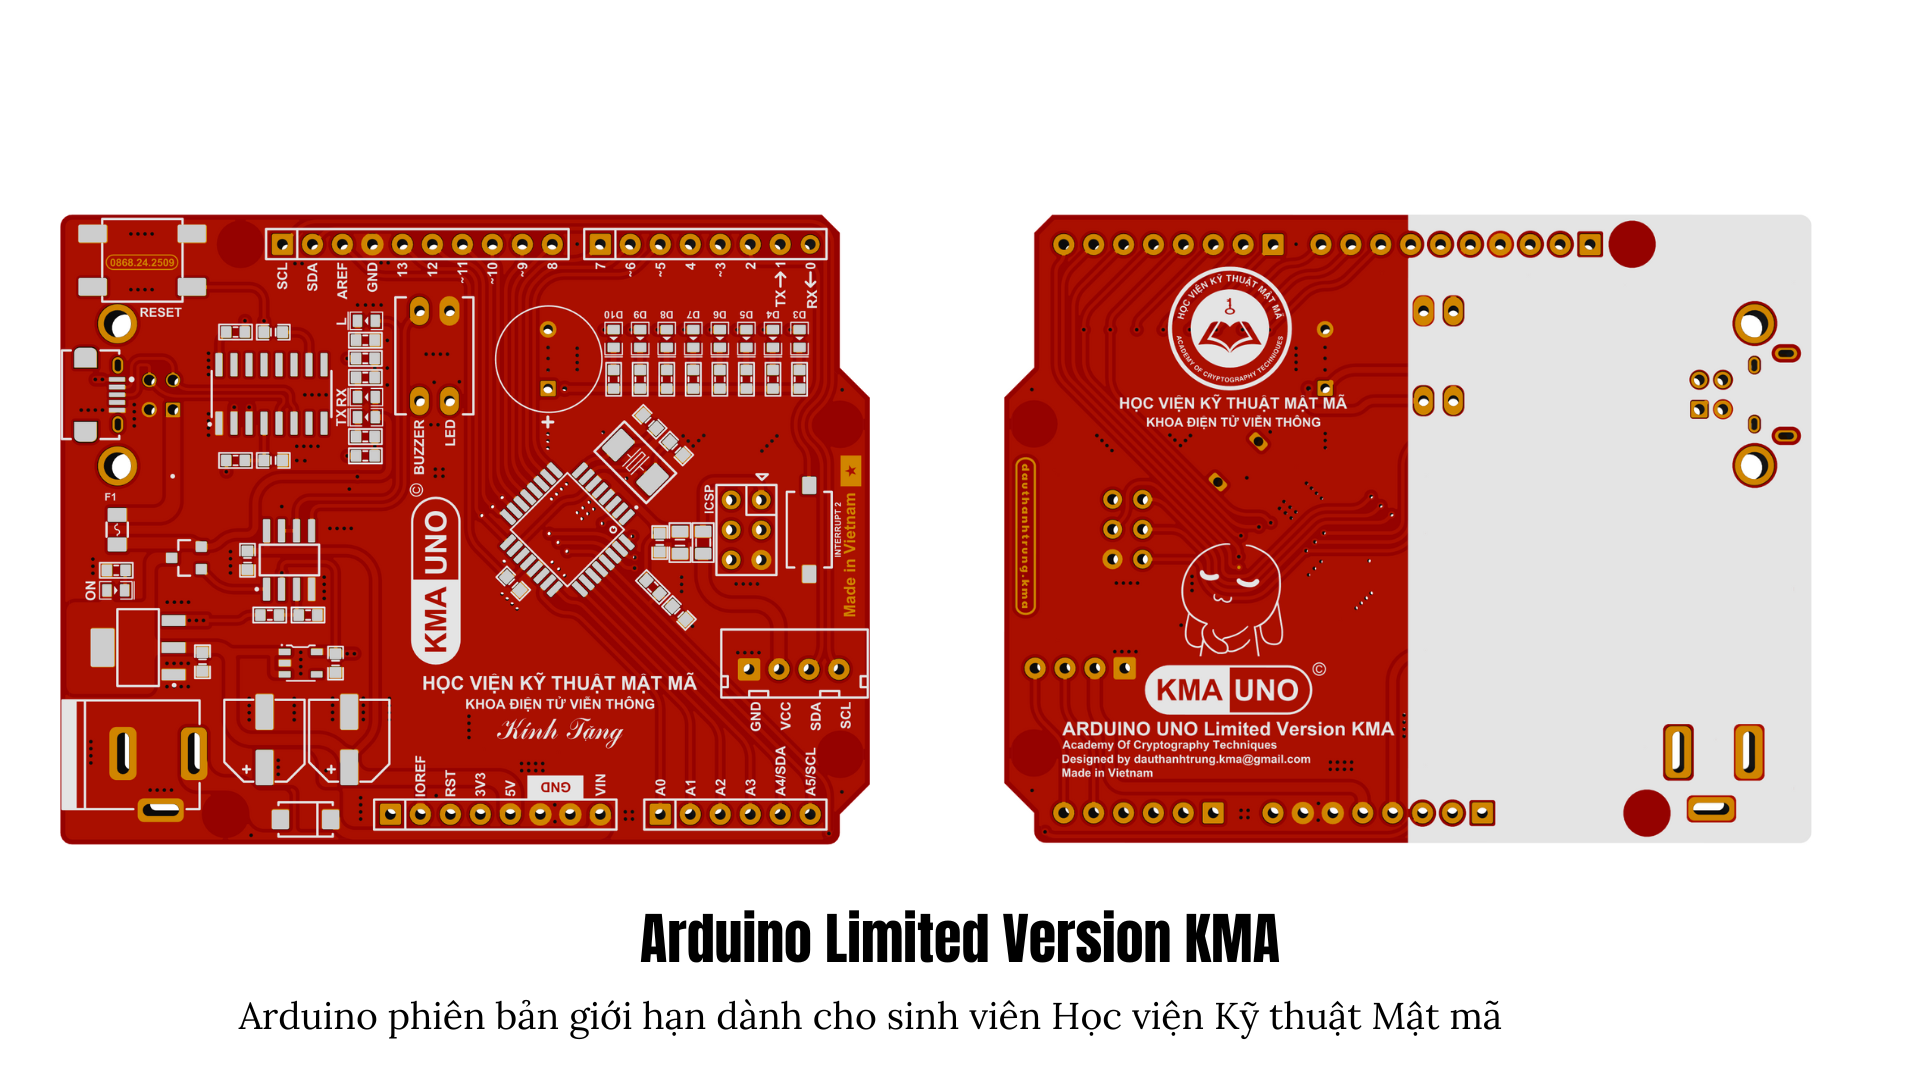 0868.24.2509
RESET
SCL
SDA
AREF
GND
13
12
~11
~10
~9
8
7
~6
~5
4
~3
2
TX→1
RX←0
L
RX
TX
D10
D9
D8
D7
D6
D5
D4
D3
+
BUZZER
LED
F1
ON
ICSP
INTERRUPT 2
Made in Vietnam
©
KMA UNO
HỌC VIỆN KỸ THUẬT MẬT MÃ
KHOA ĐIỆN TỬ VIỄN THÔNG
Kính Tặng
GND
VCC
SDA
SCL
+
+
IOREF
RST
3V3
5V
GND
VIN
A0
A1
A2
A3
A4/SDA
A5/SCL
HỌC VIỆN KỸ THUẬT MẬT MÃ
ACADEMY OF CRYPTOGRAPHY TECHNIQUES
HỌC VIỆN KỸ THUẬT MẬT MÃ
KHOA ĐIỆN TỬ VIỄN THÔNG
dauthanhtrung.kma
KMA UNO ©
ARDUINO UNO Limited Version KMA
Academy Of Cryptography Techniques
Designed by dauthanhtrung.kma@gmail.com
Made in Vietnam
Arduino Limited Version KMA
Arduino phiên bản giới hạn dành cho sinh viên Học viện Kỹ thuật Mật mã